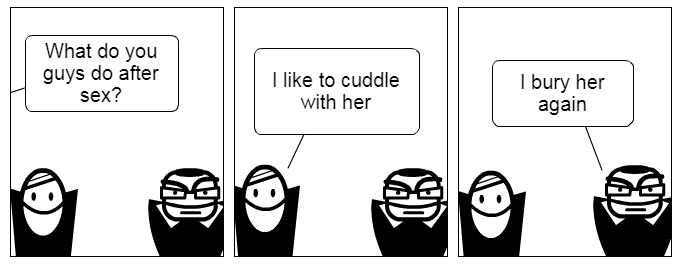 What do you
guys do after
sex?
I like to cuddle
with her
I bury her
again